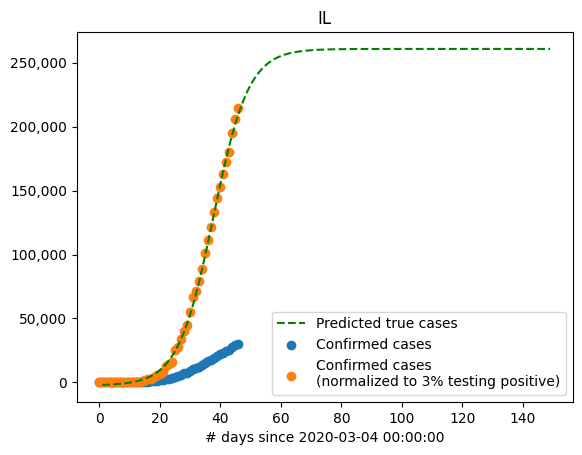 IL
250,000
200,000
150,000
100,000
50,000
0
Predicted true cases
Confirmed cases
Confirmed cases
(normalized to 3% testing positive)
0 20 40 60 80 100 120 140
# days since 2020-03-04 00:00:00